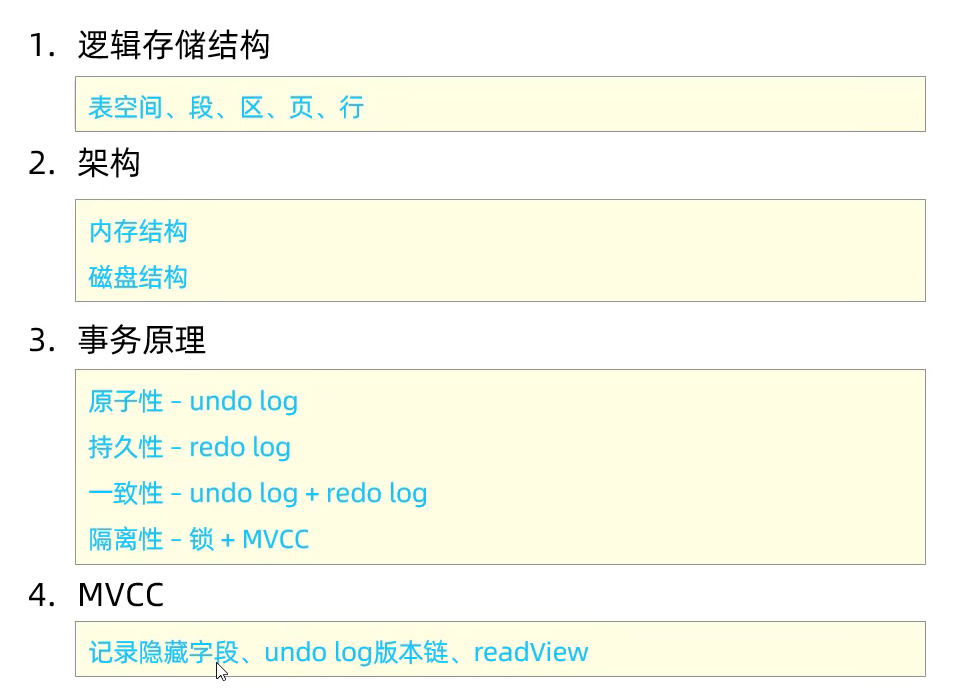 1. 逻辑存储结构
表空间、段、区、页、行
2. 架构
内存结构
磁盘结构
3. 事务原理
原子性 – undo log
持久性 – redo log
一致性 – undo log + redo log
隔离性 – 锁 + MVCC
4. MVCC
记录隐藏字段、undo log版本链、readView